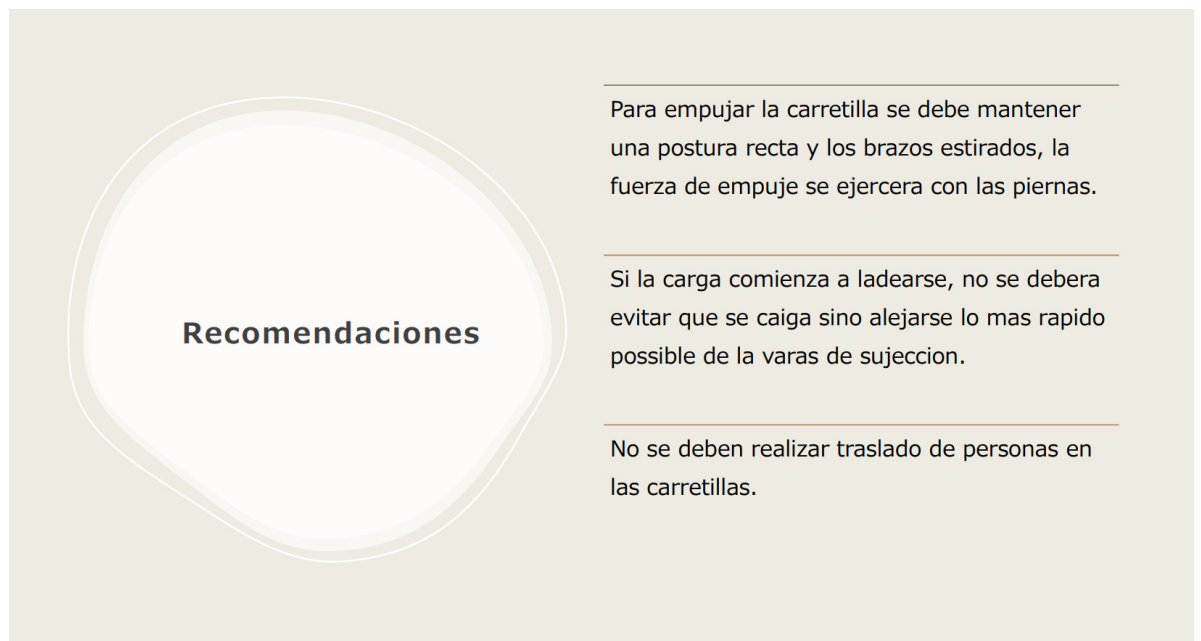 Recomendaciones
Para empujar la carretilla se debe mantener
una postura recta y los brazos estirados, la
fuerza de empuje se ejercera con las piernas.
Si la carga comienza a ladearse, no se debera
evitar que se caiga sino alejarse lo mas rapido
possible de la varas de sujeccion.
No se deben realizar traslado de personas en
las carretillas.